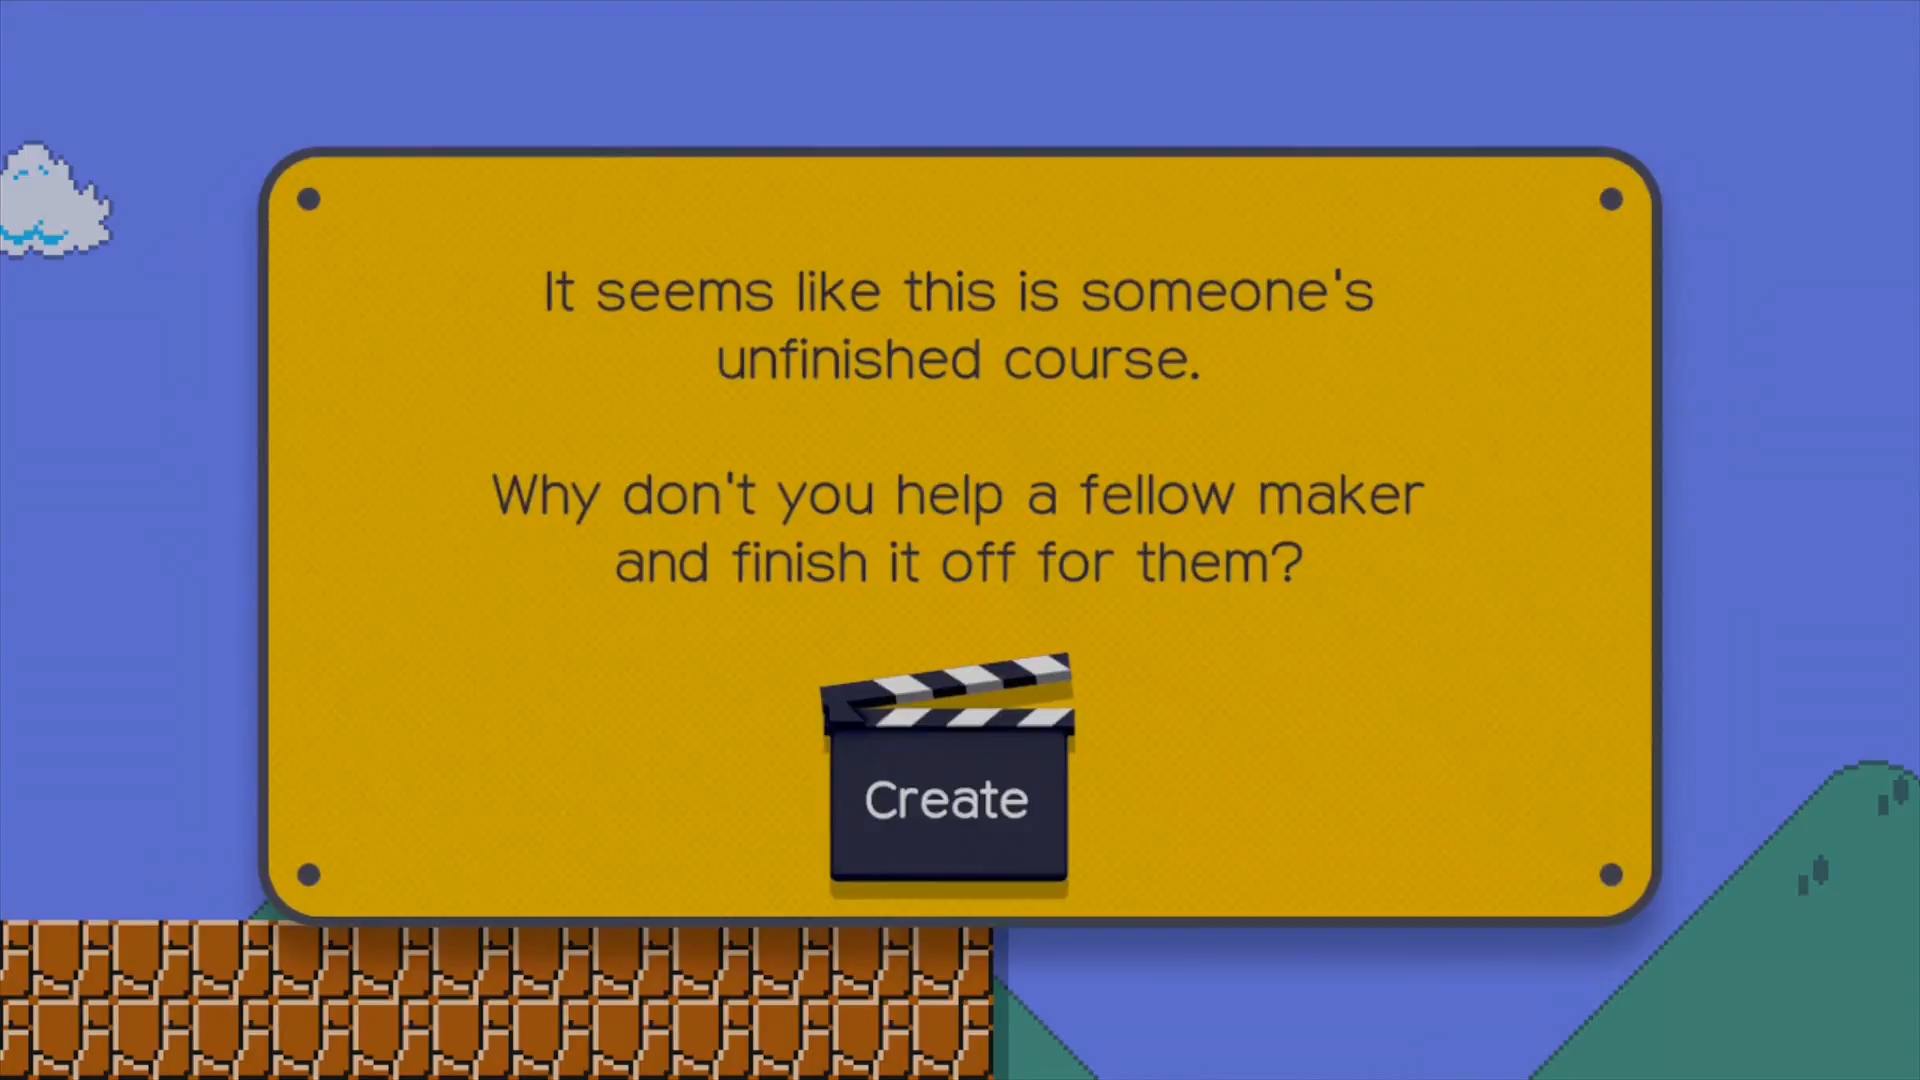 It seems like this is someone's
unfinished course.
Why don't you help a fellow maker
and finish it off for them?
Create